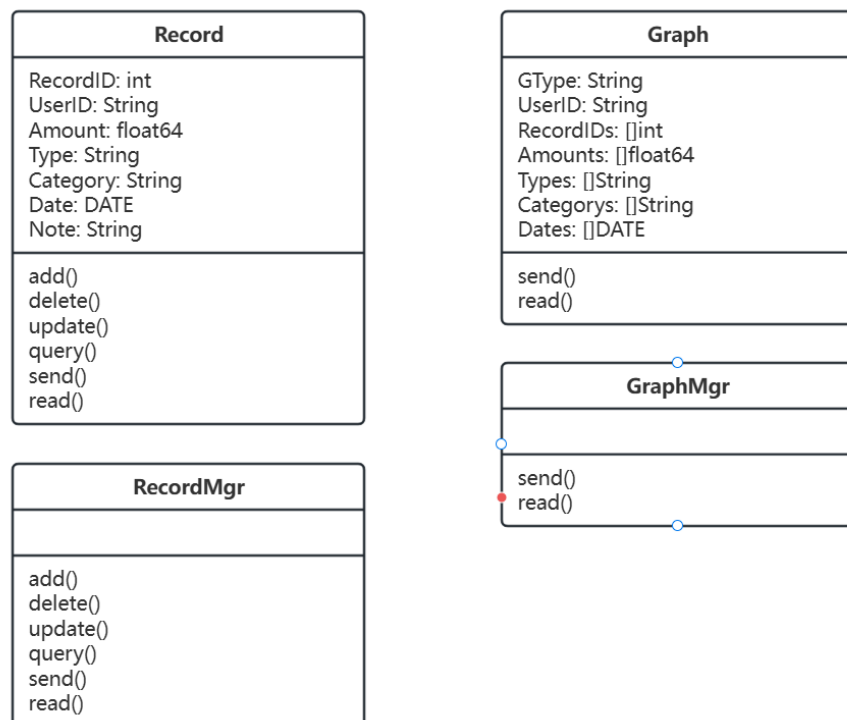 Record
RecordID: int
UserID: String
Amount: float64
Type: String
Category: String
Date: DATE
Note: String
add()
delete()
update()
query()
send()
read()
RecordMgr
add()
delete()
update()
query()
send()
read()
Graph
GType: String
UserID: String
RecordIDs: []int
Amounts: []float64
Types: []String
Categorys: []String
Dates: []DATE
send()
read()
GraphMgr
send()
read()